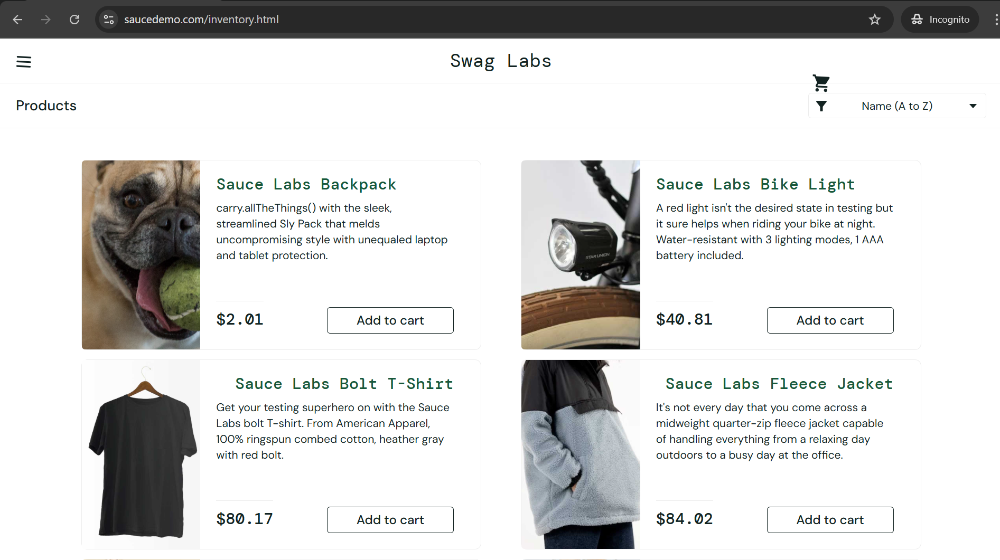 saucedemo.com/inventory.html
Incognito
Swag Labs
Products
Name (A to Z)
Sauce Labs Backpack
carry.allTheThings() with the sleek,
streamlined Sly Pack that melds
uncompromising style with unequaled laptop
and tablet protection.
$2.01
Add to cart
Sauce Labs Bike Light
A red light isn't the desired state in testing but
it sure helps when riding your bike at night.
Water-resistant with 3 lighting modes, 1 AAA
battery included.
STAR UNION
$40.81
Add to cart
Sauce Labs Bolt T-Shirt
Get your testing superhero on with the Sauce
Labs bolt T-shirt. From American Apparel,
100% ringspun combed cotton, heather gray
with red bolt.
$80.17
Add to cart
Sauce Labs Fleece Jacket
It's not every day that you come across a
midweight quarter-zip fleece jacket capable
of handling everything from a relaxing day
outdoors to a busy day at the office.
$84.02
Add to cart